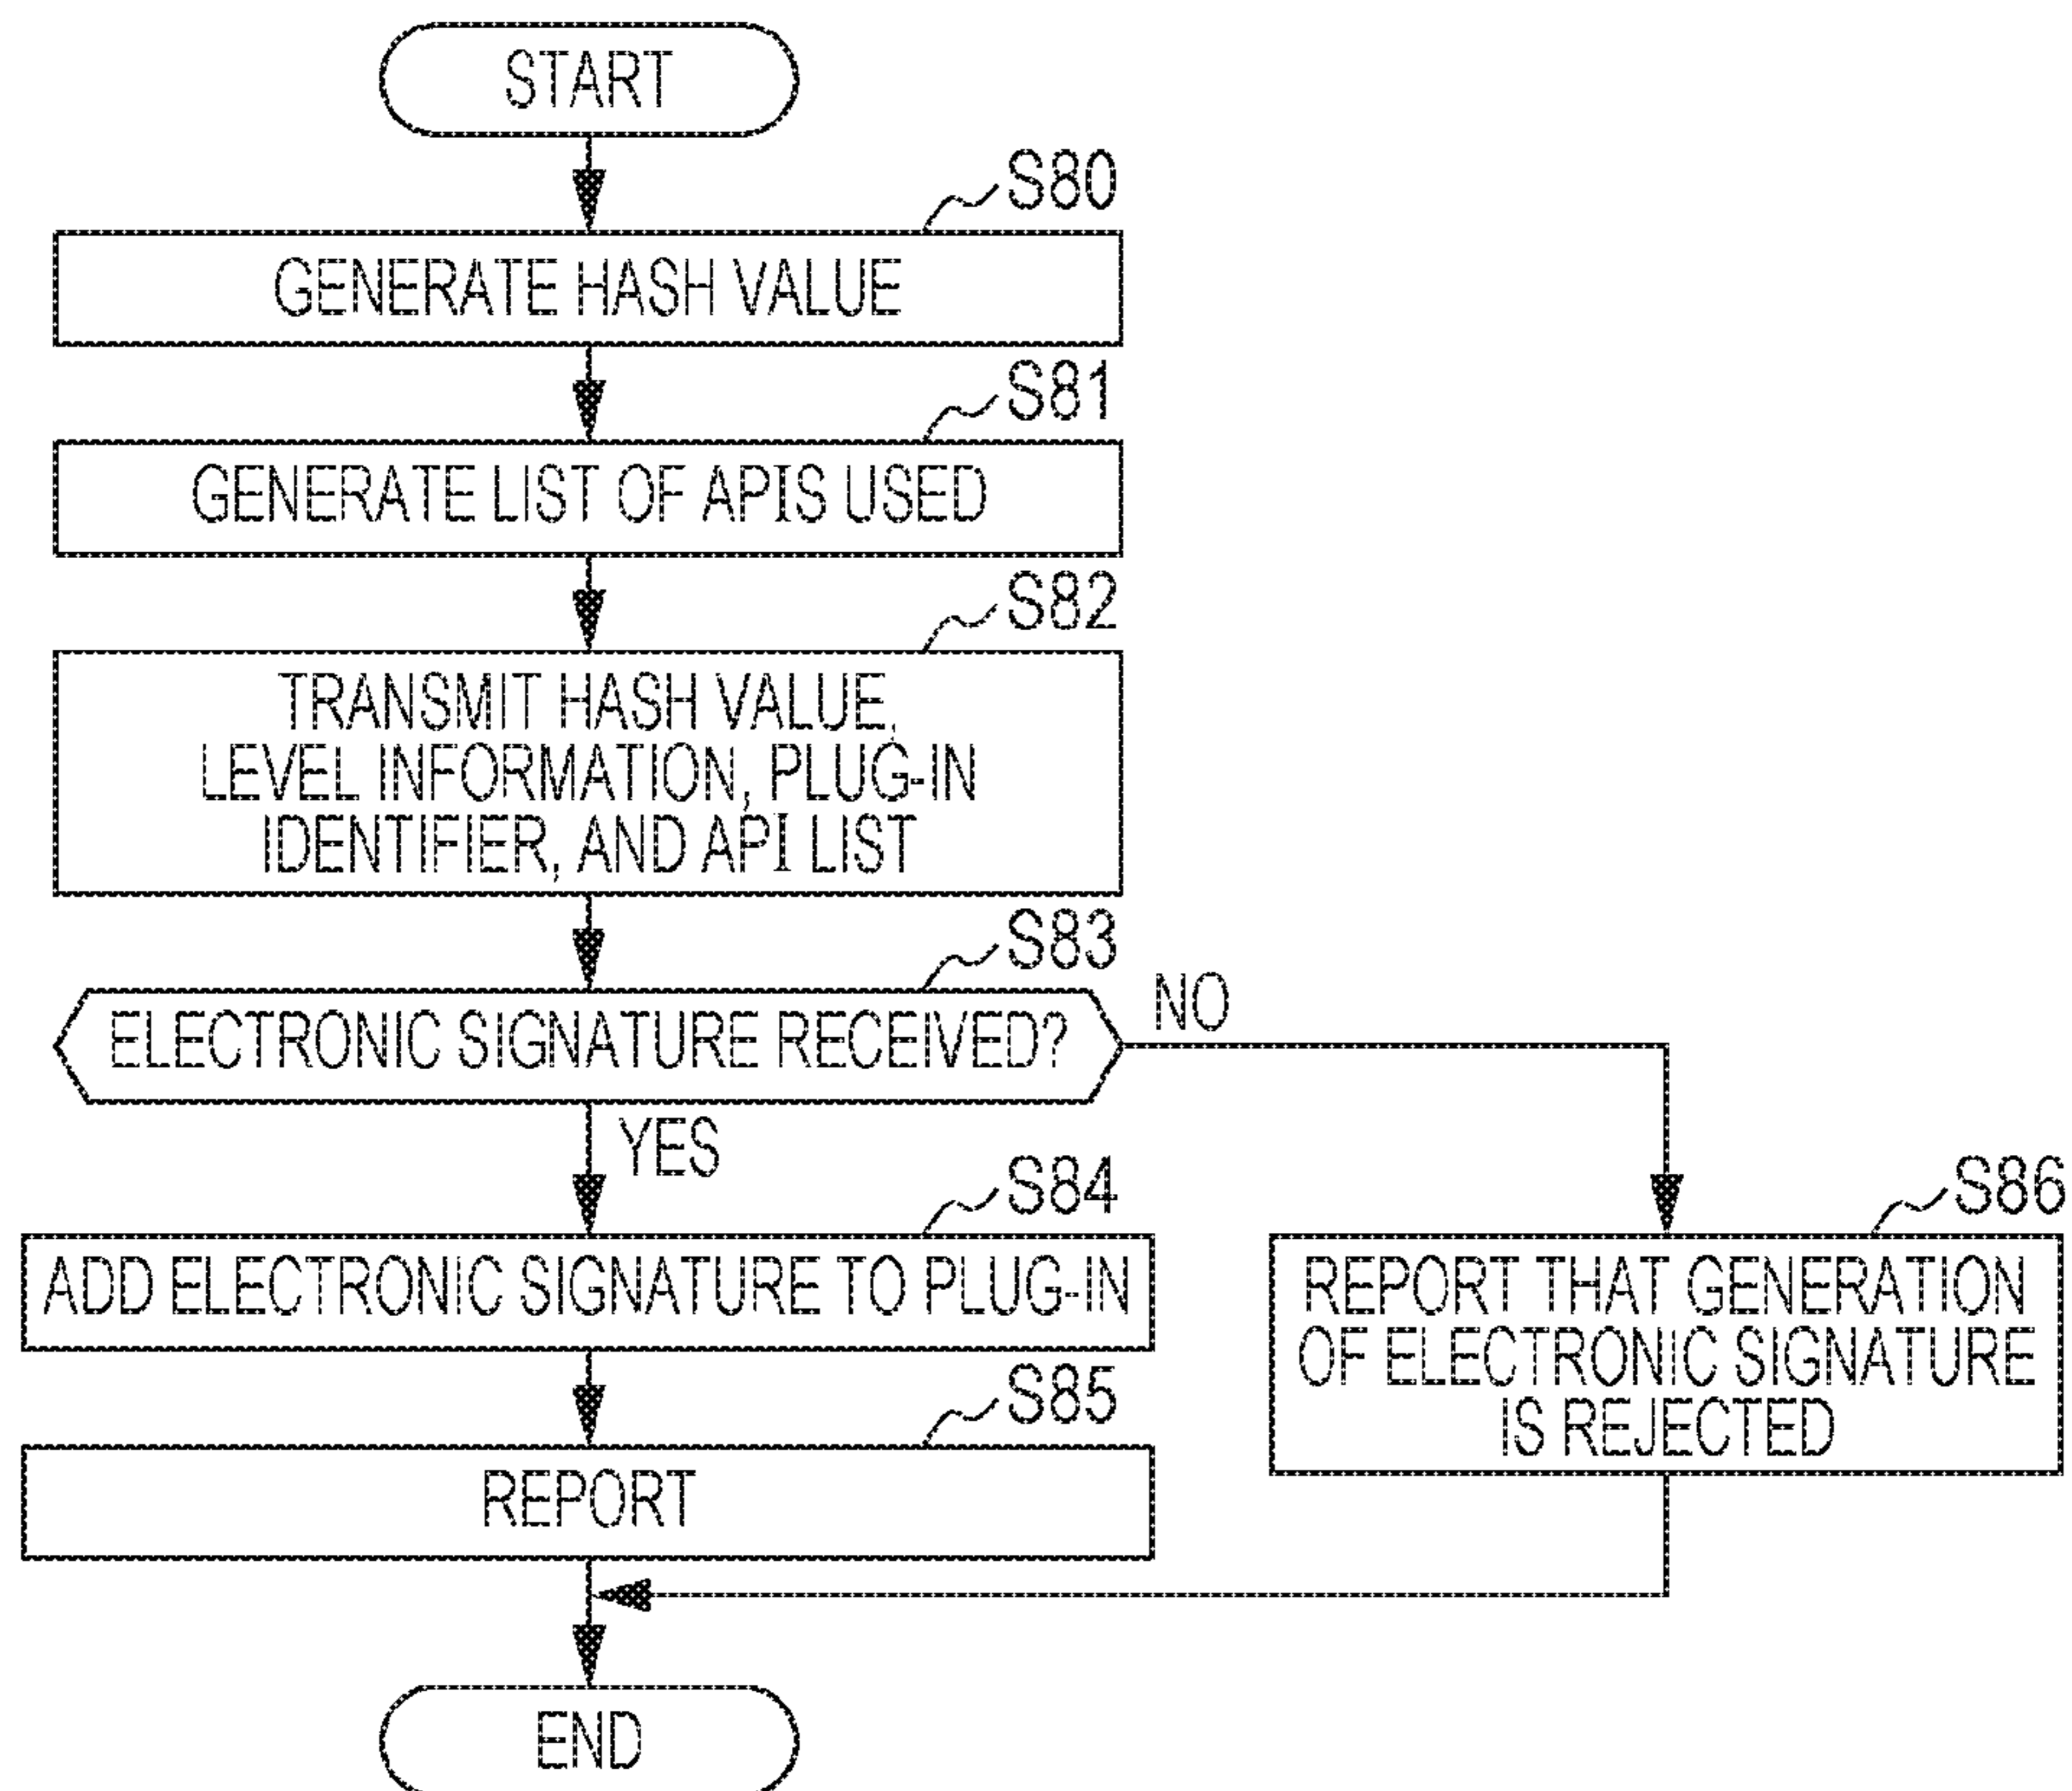 START
S80
GENERATE HASH VALUE
S81
GENERATE LIST OF APIS USED
S82
TRANSMIT HASH VALUE,
LEVEL INFORMATION, PLUG-IN
IDENTIFIER, AND API LIST
S83
ELECTRONIC SIGNATURE RECEIVED?
NO
YES
S84
ADD ELECTRONIC SIGNATURE TO PLUG-IN
S86
REPORT THAT GENERATION
OF ELECTRONIC SIGNATURE
IS REJECTED
S85
REPORT
END